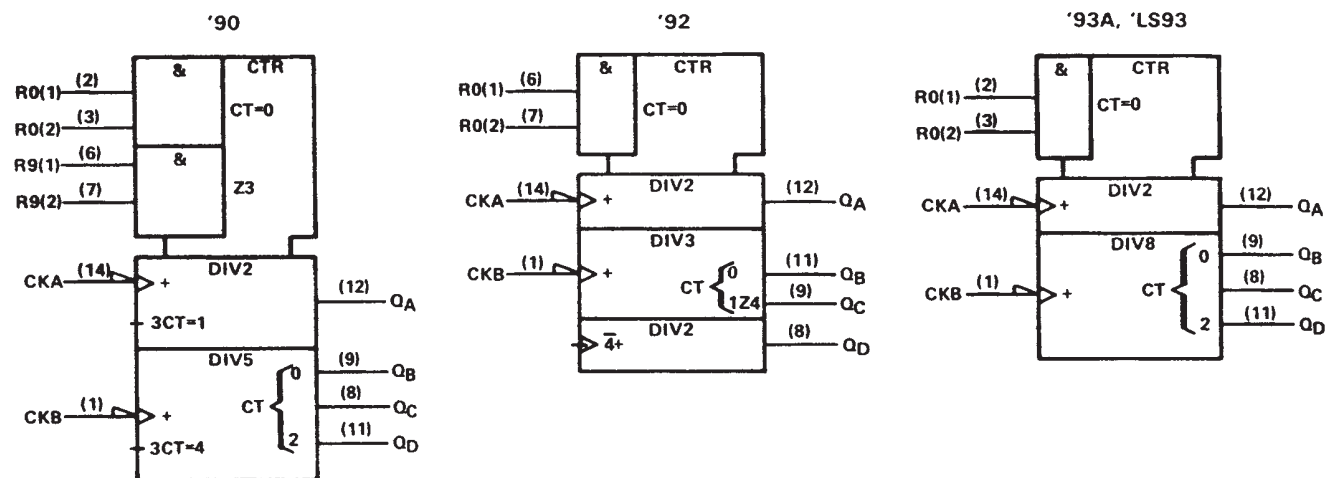 '90
& CTR
R0(1) (2)
CT=0
R0(2) (3)
R9(1) (6) &
Z3
R9(2) (7)
DIV2
CKA (14) +
(12) QA
3CT=1
DIV5
0 (9) QB
CKB (1) + CT (8) QC
2 (11) QD
3CT=4
'92
& CTR
R0(1) (6)
CT=0
R0(2) (7)
DIV2
CKA (14) + (12) QA
DIV3
CKB (1) + 0 (11) QB
CT (9)
1Z4 QC
DIV2
4+ (8) QD
'93A, 'LS93
& CTR
R0(1) (2)
CT=0
R0(2) (3)
DIV2
CKA (14) + (12) QA
DIV8
0 (9) QB
CKB (1) + CT (8) QC
2 (11) QD